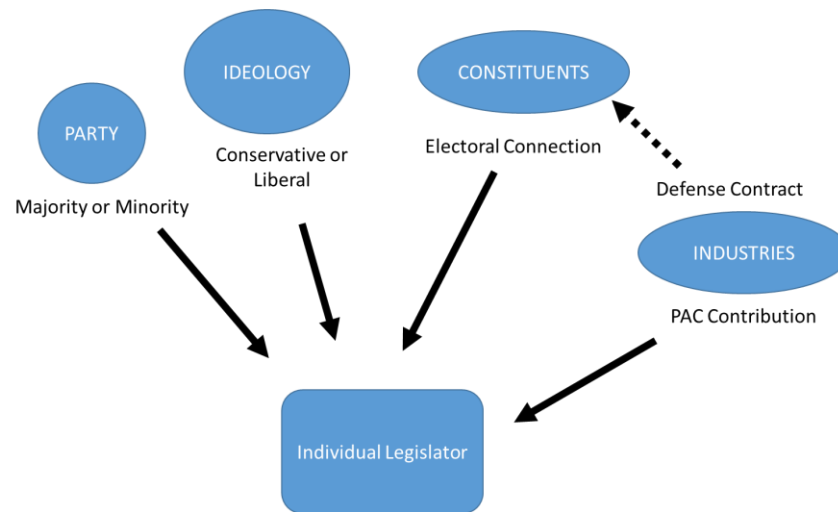 IDEOLOGY
CONSTITUENTS
PARTY
Electoral Connection
Conservative or
Liberal
Defense Contract
Majority or Minority
INDUSTRIES
PAC Contribution
Individual Legislator